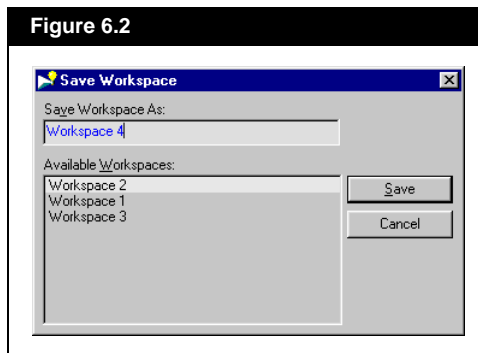 Figure 6.2
Save Workspace
Save Workspace As:
Workspace 4
Available Workspaces:
Workspace 2
Workspace 1
Workspace 3
Save
Cancel